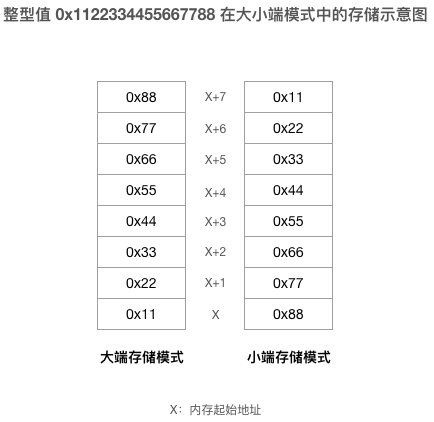 整型值 0x1122334455667788 在大小端模式中的存储示意图
0x88 X+7 0x11
0x77 X+6 0x22
0x66 X+5 0x33
0x55 X+4 0x44
0x44 X+3 0x55
0x33 X+2 0x66
0x22 X+1 0x77
0x11 X 0x88
大端存储模式 小端存储模式
X：内存起始地址